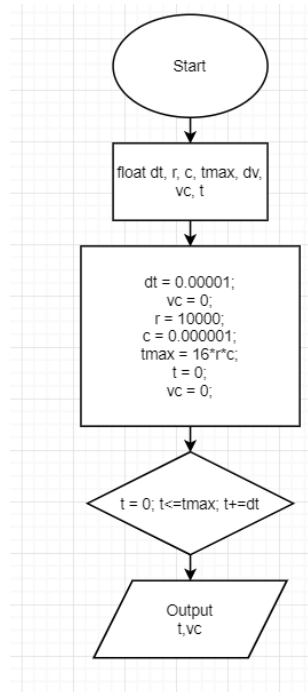 Start
float dt, r, c, tmax, dv,
vc, t
dt = 0.00001;
vc = 0;
r = 10000;
c = 0.000001;
tmax = 16*r*c;
t = 0;
vc = 0;
t = 0; t<=tmax; t+=dt
Output
t,vc